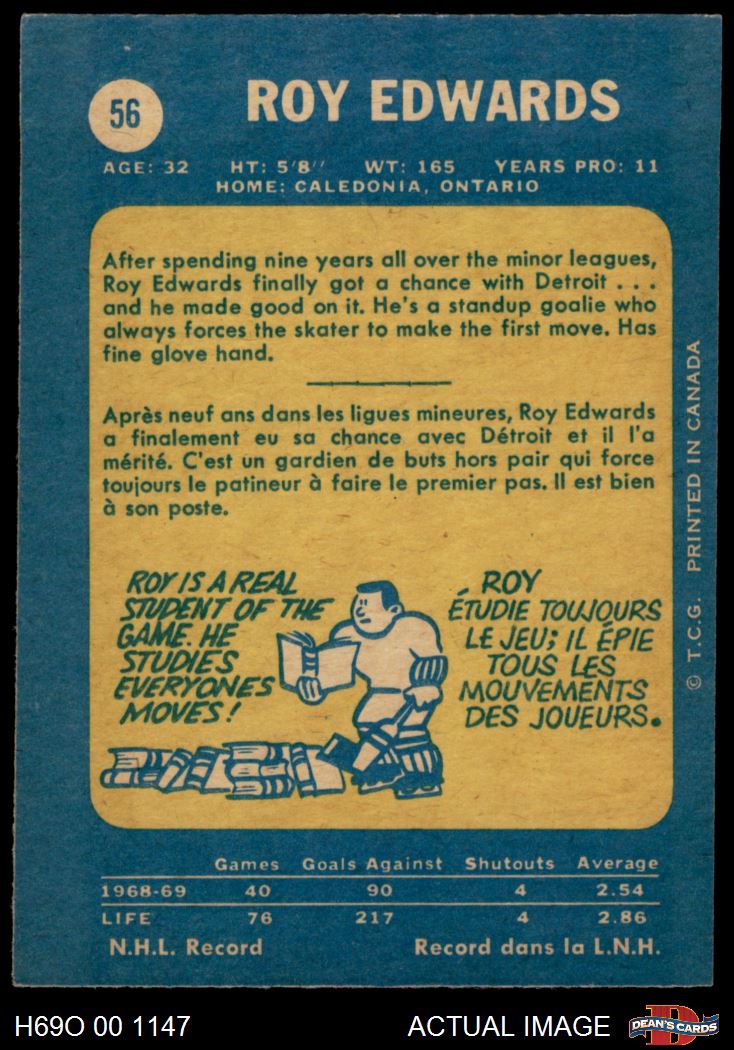 56
ROY EDWARDS
AGE: 32 HT: 5'8'' WT: 165 YEARS PRO: 11
HOME: CALEDONIA, ONTARIO
After spending nine years all over the minor leagues,
Roy Edwards finally got a chance with Detroit . . .
and he made good on it. He's a standup goalie who
always forces the skater to make the first move. Has
fine glove hand.
Après neuf ans dans les ligues mineures, Roy Edwards
a finalement eu sa chance avec Détroit et il l'a
mérité. C'est un gardien de buts hors pair qui force
toujours le patineur à faire le premier pas. Il est bien
à son poste.
ROY IS A REAL
STUDENT OF THE
GAME. HE
STUDIES
EVERYONES
MOVES!
ROY
ÉTUDIE TOUJOURS
LE JEU; IL ÉPIE
TOUS LES
MOUVEMENTS
DES JOUEURS.
© T.C.G. PRINTED IN CANADA
Games Goals Against Shutouts Average
1968-69 40 90 4 2.54
LIFE 76 217 4 2.86
N.H.L. Record Record dans la L.N.H.
H69O 00 1147 ACTUAL IMAGE D DEAN'S CARDS